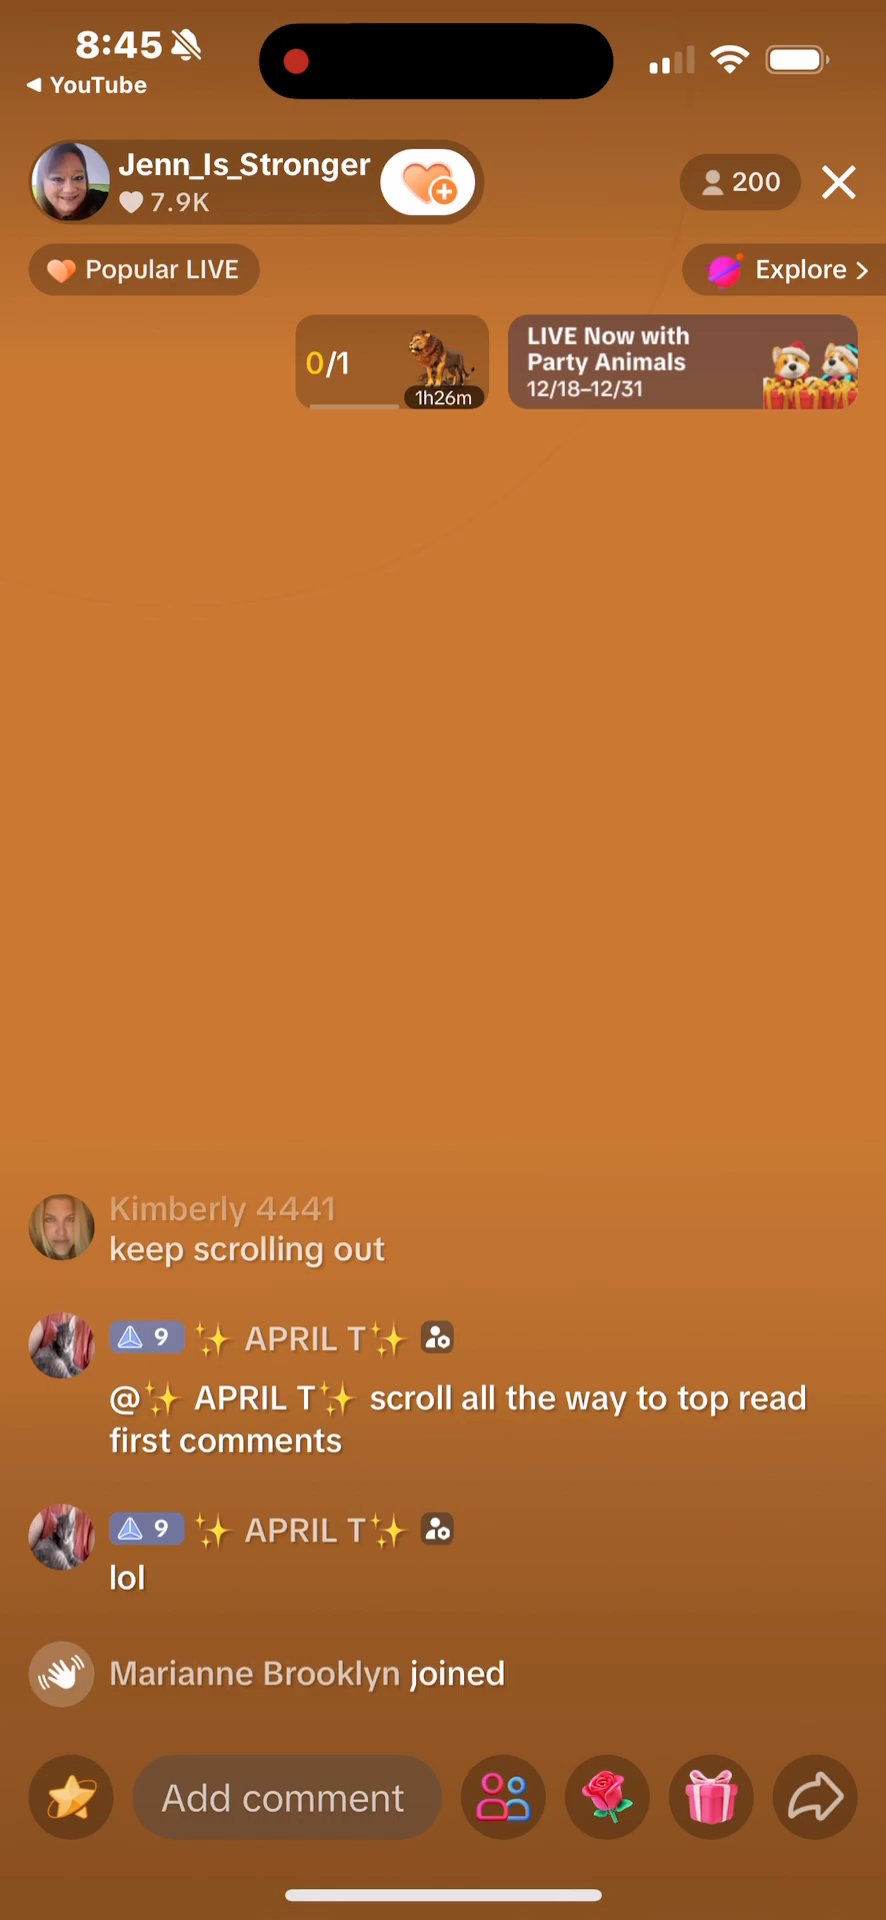 8:45
◀ YouTube
Jenn_Is_Stronger
7.9K
200
Popular LIVE
Explore >
0/1
1h26m
LIVE Now with
Party Animals
12/18–12/31
Kimberly 4441
keep scrolling out
9 ✨ APRIL T✨
@✨ APRIL T✨ scroll all the way to top read
first comments
9 ✨ APRIL T✨
lol
Marianne Brooklyn joined
Add comment